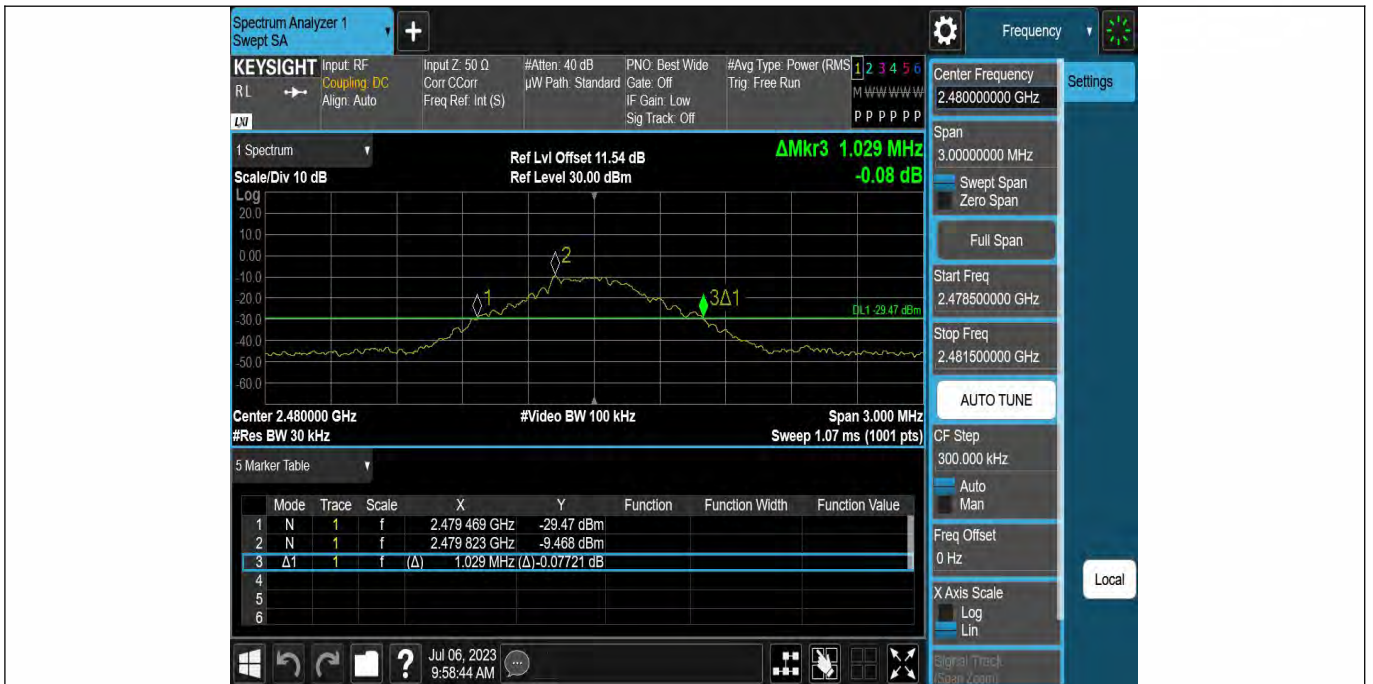 Spectrum Analyzer 1
Swept SA
+
Frequency
KEYSIGHT
RL
LXI
Input: RF
Coupling: DC
Align: Auto
Input Z: 50 Ω
Corr CCorr
Freq Ref: Int (S)
#Atten: 40 dB
µW Path: Standard
PNO: Best Wide
Gate: Off
IF Gain: Low
Sig Track: Off
#Avg Type: Power (RMS
Trig: Free Run
1 2 3 4 5 6
M W W W W W
P P P P P P
1 Spectrum
Scale/Div 10 dB
Ref Lvl Offset 11.54 dB
Ref Level 30.00 dBm
ΔMkr3 1.029 MHz
-0.08 dB
Log
20.0
10.0
0.00
-10.0
-20.0
-30.0
-40.0
-50.0
-60.0
1
2
3Δ1
DL1 -29.47 dBm
Center 2.480000 GHz
#Video BW 100 kHz
Span 3.000 MHz
#Res BW 30 kHz
Sweep 1.07 ms (1001 pts)
5 Marker Table
Mode Trace Scale X Y Function Function Width Function Value
1 N 1 f 2.479 469 GHz -29.47 dBm
2 N 1 f 2.479 823 GHz -9.468 dBm
3 Δ1 1 f (Δ) 1.029 MHz (Δ) -0.07721 dB
4
5
6
?
Jul 06, 2023
9:58:44 AM
Center Frequency
2.480000000 GHz
Settings
Span
3.00000000 MHz
Swept Span
Zero Span
Full Span
Start Freq
2.478500000 GHz
Stop Freq
2.481500000 GHz
AUTO TUNE
CF Step
300.000 kHz
Auto
Man
Freq Offset
0 Hz
X Axis Scale
Log
Lin
Signal Track
(Span Zoom)
Local